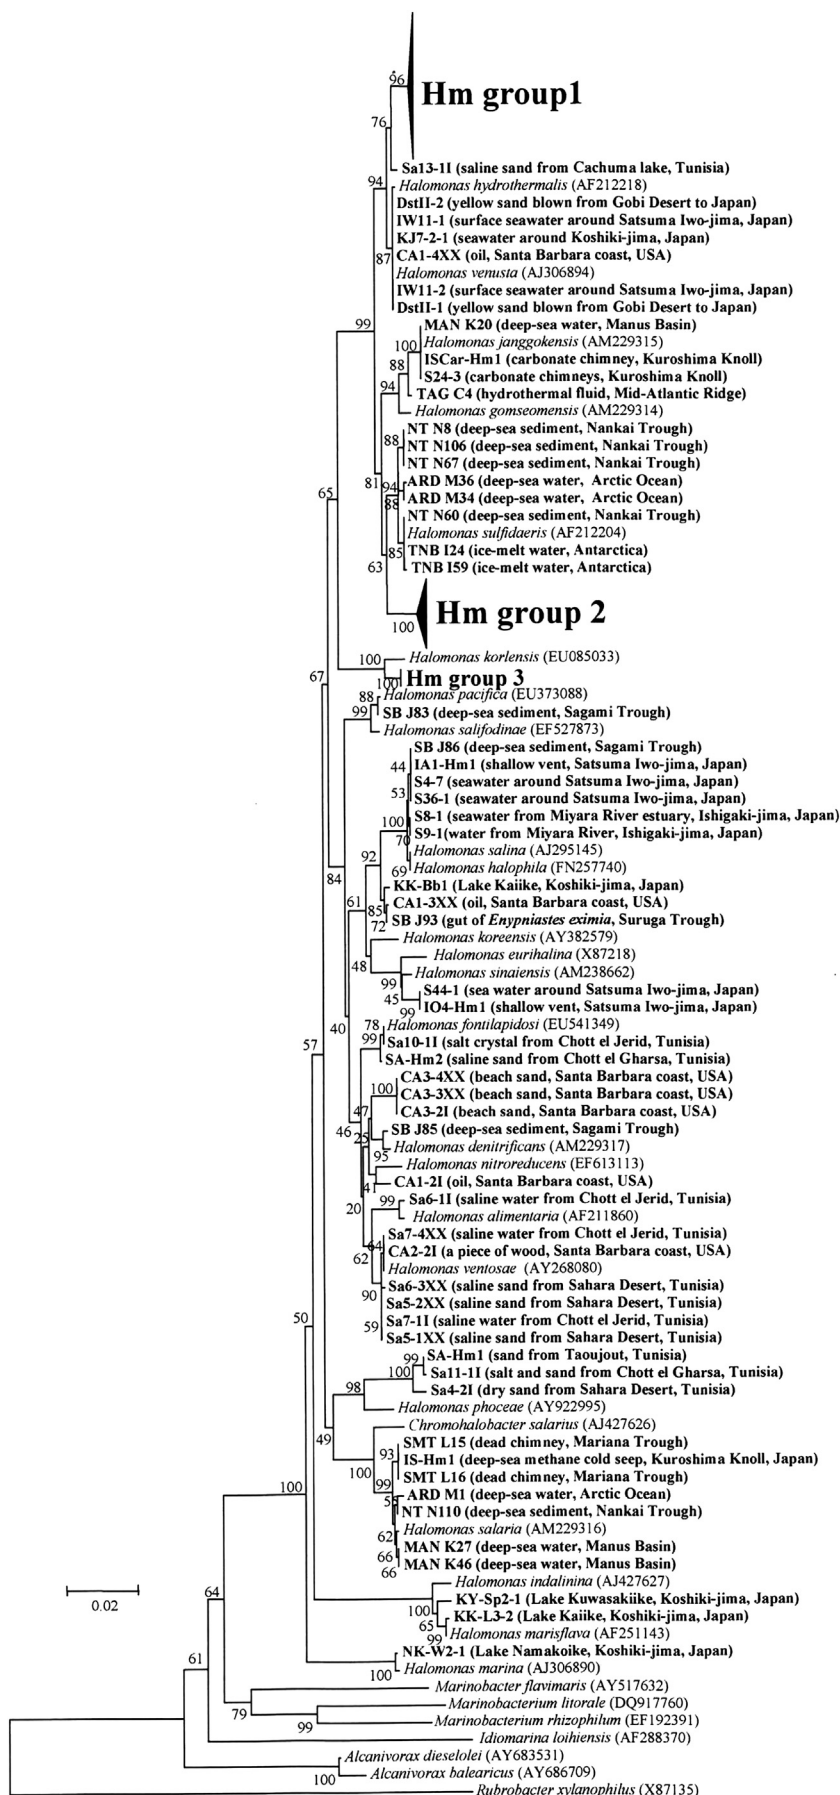 96
Hm group1
76
Sa13-1I (saline sand from Cachuma lake, Tunisia)
94
Halomonas hydrothermalis (AF212218)
DstII-2 (yellow sand blown from Gobi Desert to Japan)
IW11-1 (surface seawater around Satsuma Iwo-jima, Japan)
KJ7-2-1 (seawater around Koshiki-jima, Japan)
87
CA1-4XX (oil, Santa Barbara coast, USA)
Halomonas venusta (AJ306894)
IW11-2 (surface seawater around Satsuma Iwo-jima, Japan)
DstII-1 (yellow sand blown from Gobi Desert to Japan)
99
MAN K20 (deep-sea water, Manus Basin)
100
Halomonas janggokensis (AM229315)
ISCar-Hm1 (carbonate chimney, Kuroshima Knoll)
88
S24-3 (carbonate chimneys, Kuroshima Knoll)
94
TAG C4 (hydrothermal fluid, Mid-Atlantic Ridge)
Halomonas gomseomensis (AM229314)
NT N8 (deep-sea sediment, Nankai Trough)
88
NT N106 (deep-sea sediment, Nankai Trough)
NT N67 (deep-sea sediment, Nankai Trough)
81
94
ARD M36 (deep-sea water, Arctic Ocean)
65
88
ARD M34 (deep-sea water, Arctic Ocean)
NT N60 (deep-sea sediment, Nankai Trough)
Halomonas sulfidaeris (AF212204)
85
TNB I24 (ice-melt water, Antarctica)
63
TNB I59 (ice-melt water, Antarctica)
Hm group 2
100
100
Halomonas korlensis (EU085033)
67
100
Hm group 3
88
Halomonas pacifica (EU373088)
99
SB J83 (deep-sea sediment, Sagami Trough)
Halomonas salifodinae (EF527873)
SB J86 (deep-sea sediment, Sagami Trough)
44
IA1-Hm1 (shallow vent, Satsuma Iwo-jima, Japan)
S4-7 (seawater around Satsuma Iwo-jima, Japan)
53
S36-1 (seawater around Satsuma Iwo-jima, Japan)
S8-1 (seawater from Miyara River estuary, Ishigaki-jima, Japan)
100
S9-1(water from Miyara River, Ishigaki-jima, Japan)
70
Halomonas salina (AJ295145)
92
69
Halomonas halophila (FN257740)
84
KK-Bb1 (Lake Kaiike, Koshiki-jima, Japan)
61
85
CA1-3XX (oil, Santa Barbara coast, USA)
72
SB J93 (gut of Enypniastes eximia, Suruga Trough)
Halomonas koreensis (AY382579)
Halomonas eurihalina (X87218)
48
Halomonas sinaiensis (AM238662)
99
S44-1 (sea water around Satsuma Iwo-jima, Japan)
45
99
IO4-Hm1 (shallow vent, Satsuma Iwo-jima, Japan)
40
78
Halomonas fontilapidosi (EU541349)
57
99
Sa10-1I (salt crystal from Chott el Jerid, Tunisia)
SA-Hm2 (saline sand from Chott el Gharsa, Tunisia)
CA3-4XX (beach sand, Santa Barbara coast, USA)
100
CA3-3XX (beach sand, Santa Barbara coast, USA)
47
CA3-2I (beach sand, Santa Barbara coast, USA)
46
25
SB J85 (deep-sea sediment, Sagami Trough)
95
Halomonas denitrificans (AM229317)
Halomonas nitroreducens (EF613113)
41
CA1-2I (oil, Santa Barbara coast, USA)
20
99
Sa6-1I (saline water from Chott el Jerid, Tunisia)
Halomonas alimentaria (AF211860)
Sa7-4XX (saline water from Chott el Jerid, Tunisia)
64
CA2-2I (a piece of wood, Santa Barbara coast, USA)
62
Halomonas ventosae (AY268080)
90
Sa6-3XX (saline sand from Sahara Desert, Tunisia)
Sa5-2XX (saline sand from Sahara Desert, Tunisia)
50
59
Sa7-1I (saline water from Chott el Jerid, Tunisia)
Sa5-1XX (saline sand from Sahara Desert, Tunisia)
99
SA-Hm1 (sand from Taoujout, Tunisia)
100
Sa11-1I (salt and sand from Chott el Gharsa, Tunisia)
98
Sa4-2I (dry sand from Sahara Desert, Tunisia)
Halomonas phoceae (AY922995)
49
Chromohalobacter salarius (AJ427626)
SMT L15 (dead chimney, Mariana Trough)
93
IS-Hm1 (deep-sea methane cold seep, Kuroshima Knoll, Japan)
100
SMT L16 (dead chimney, Mariana Trough)
99
100
ARD M1 (deep-sea water, Arctic Ocean)
NT N110 (deep-sea sediment, Nankai Trough)
Halomonas salaria (AM229316)
62
MAN K27 (deep-sea water, Manus Basin)
66
MAN K46 (deep-sea water, Manus Basin)
66
Halomonas indalinina (AJ427627)
0.02
64
KY-Sp2-1 (Lake Kuwasakiike, Koshiki-jima, Japan)
100
KK-L3-2 (Lake Kaiike, Koshiki-jima, Japan)
65
99
Halomonas marisflava (AF251143)
NK-W2-1 (Lake Namakoike, Koshiki-jima, Japan)
61
100
Halomonas marina (AJ306890)
Marinobacter flavimaris (AY517632)
Marinobacterium litorale (DQ917760)
79
99
Marinobacterium rhizophilum (EF192391)
Idiomarina loihiensis (AF288370)
Alcanivorax dieselolei (AY683531)
100
Alcanivorax balearicus (AY686709)
Rubrobacter xylanophilus (X87135)